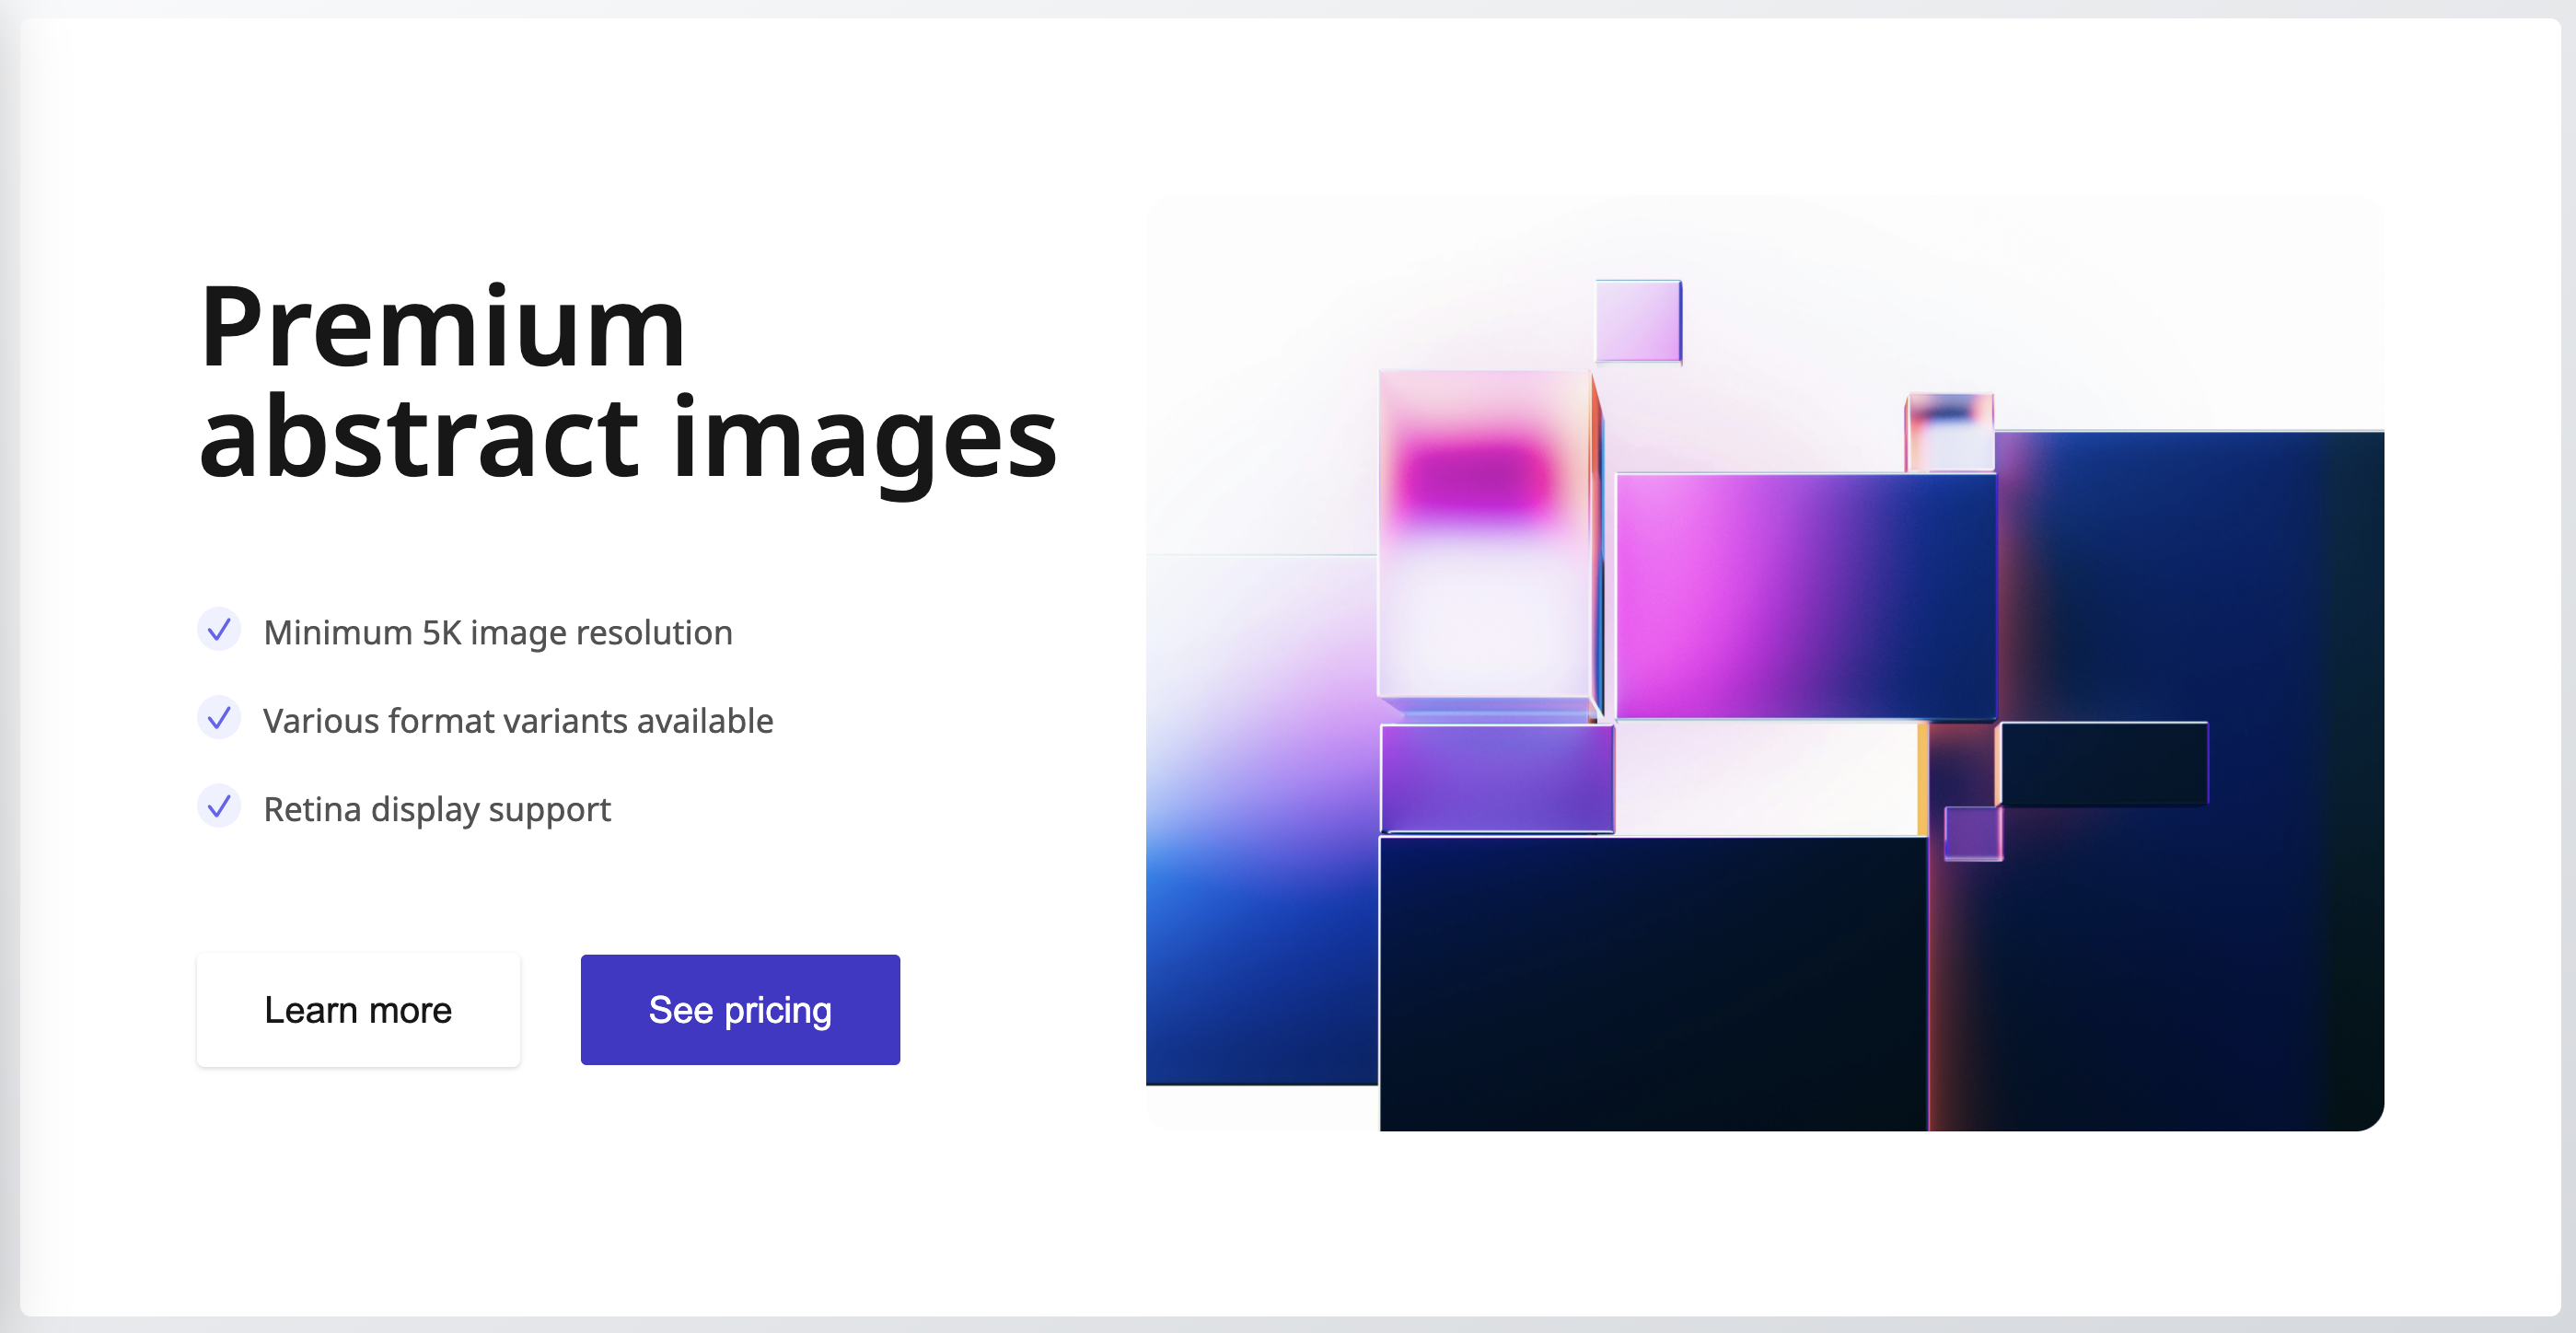 Premium
abstract images
Minimum 5K image resolution
Various format variants available
Retina display support
Learn more
See pricing